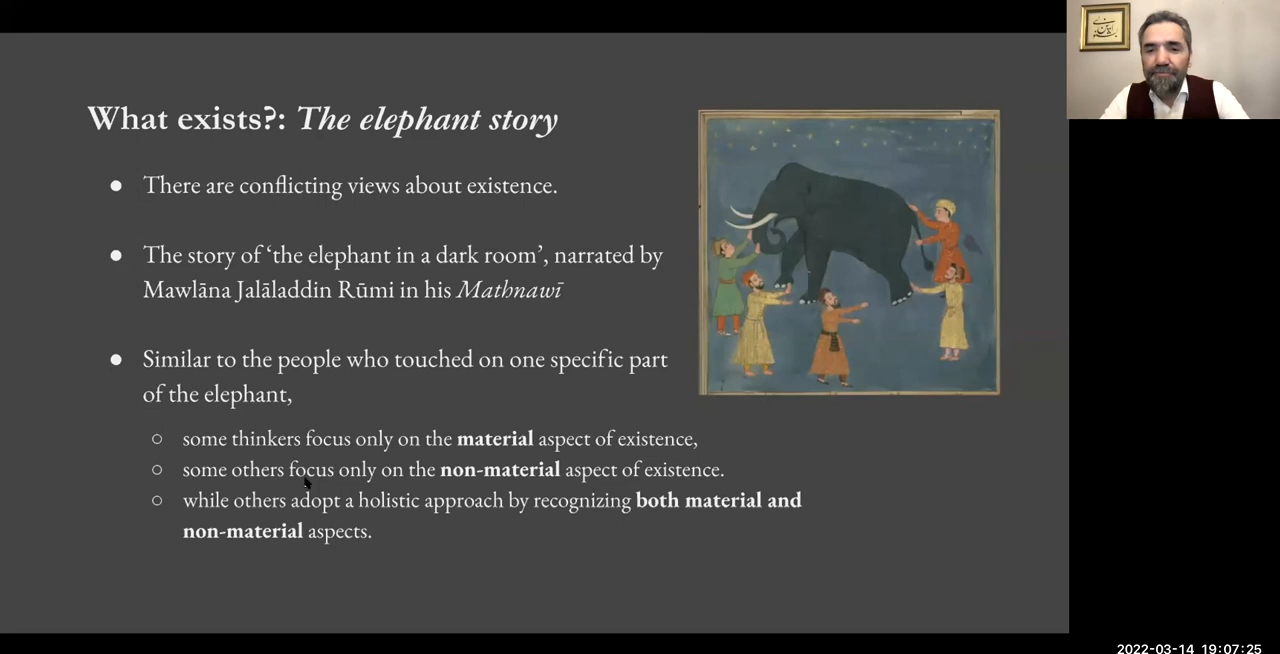 What exists?: The elephant story
● There are conflicting views about existence.
● The story of ‘the elephant in a dark room’, narrated by
Mawlāna Jalāladdin Rūmi in his Mathnawī
● Similar to the people who touched on one specific part
of the elephant,
○ some thinkers focus only on the material aspect of existence,
○ some others focus only on the non-material aspect of existence.
○ while others adopt a holistic approach by recognizing both material and
non-material aspects.
2022-03-14 19:07:25